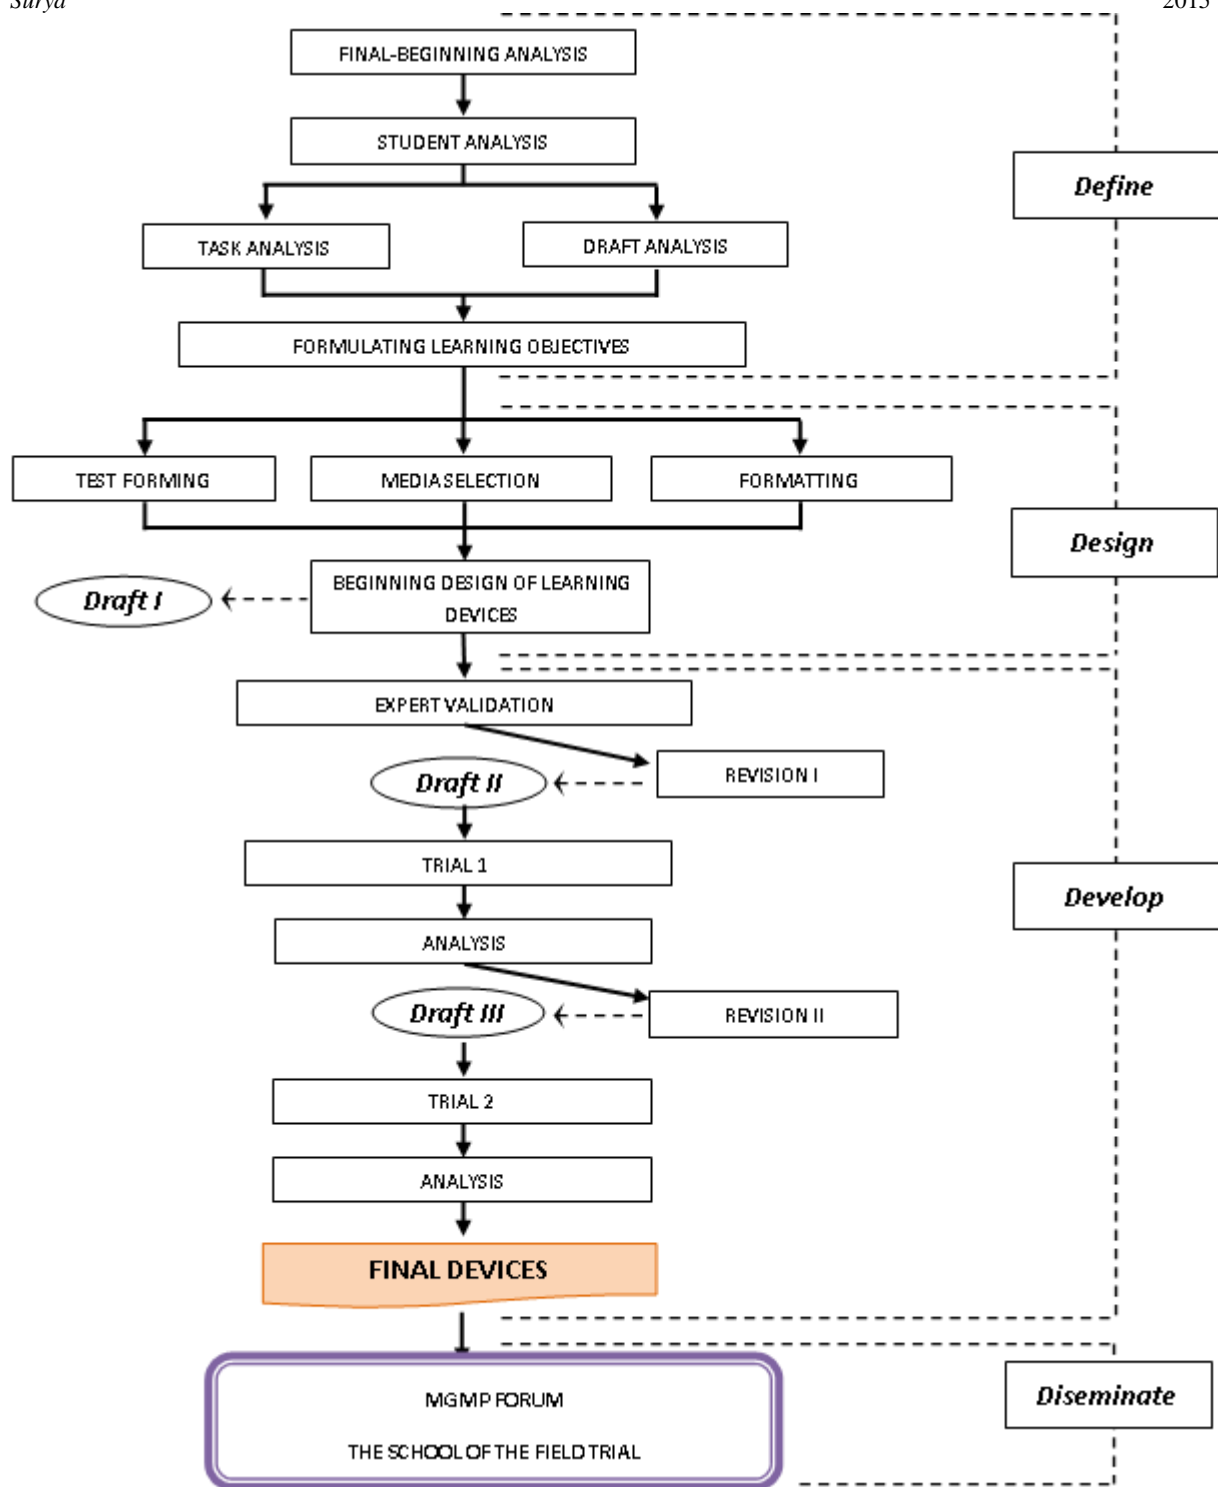 Surya
2015
FINAL-BEGINNING ANALYSIS
STUDENT ANALYSIS
Define
TASK ANALYSIS
DRAFT ANALYSIS
FORMULATING LEARNING OBJECTIVES
TEST FORMING
MEDIA SELECTION
FORMATTING
Design
BEGINNING DESIGN OF LEARNING
DEVICES
Draft I
EXPERT VALIDATION
REVISION I
Draft II
TRIAL 1
Develop
ANALYSIS
REVISION II
Draft III
TRIAL 2
ANALYSIS
FINAL DEVICES
MGMP FORUM
THE SCHOOL OF THE FIELD TRIAL
Diseminate